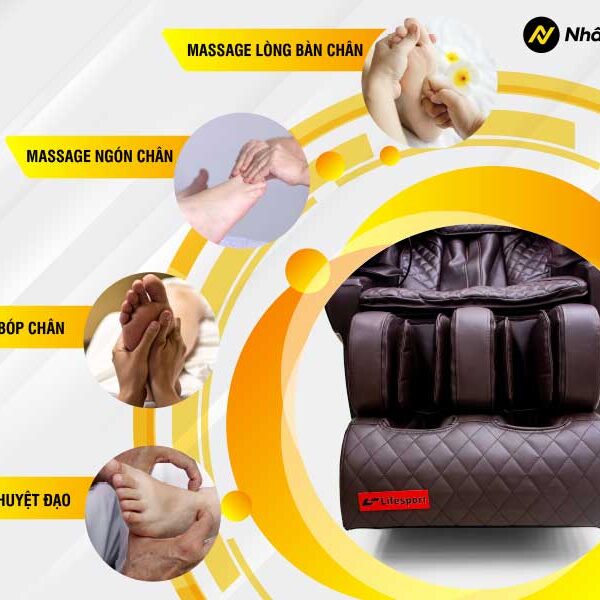 Nhâ
MASSAGE LÒNG BÀN CHÂN
MASSAGE NGÓN CHÂN
BÓP CHÂN
HUYỆT ĐẠO
Lifesport